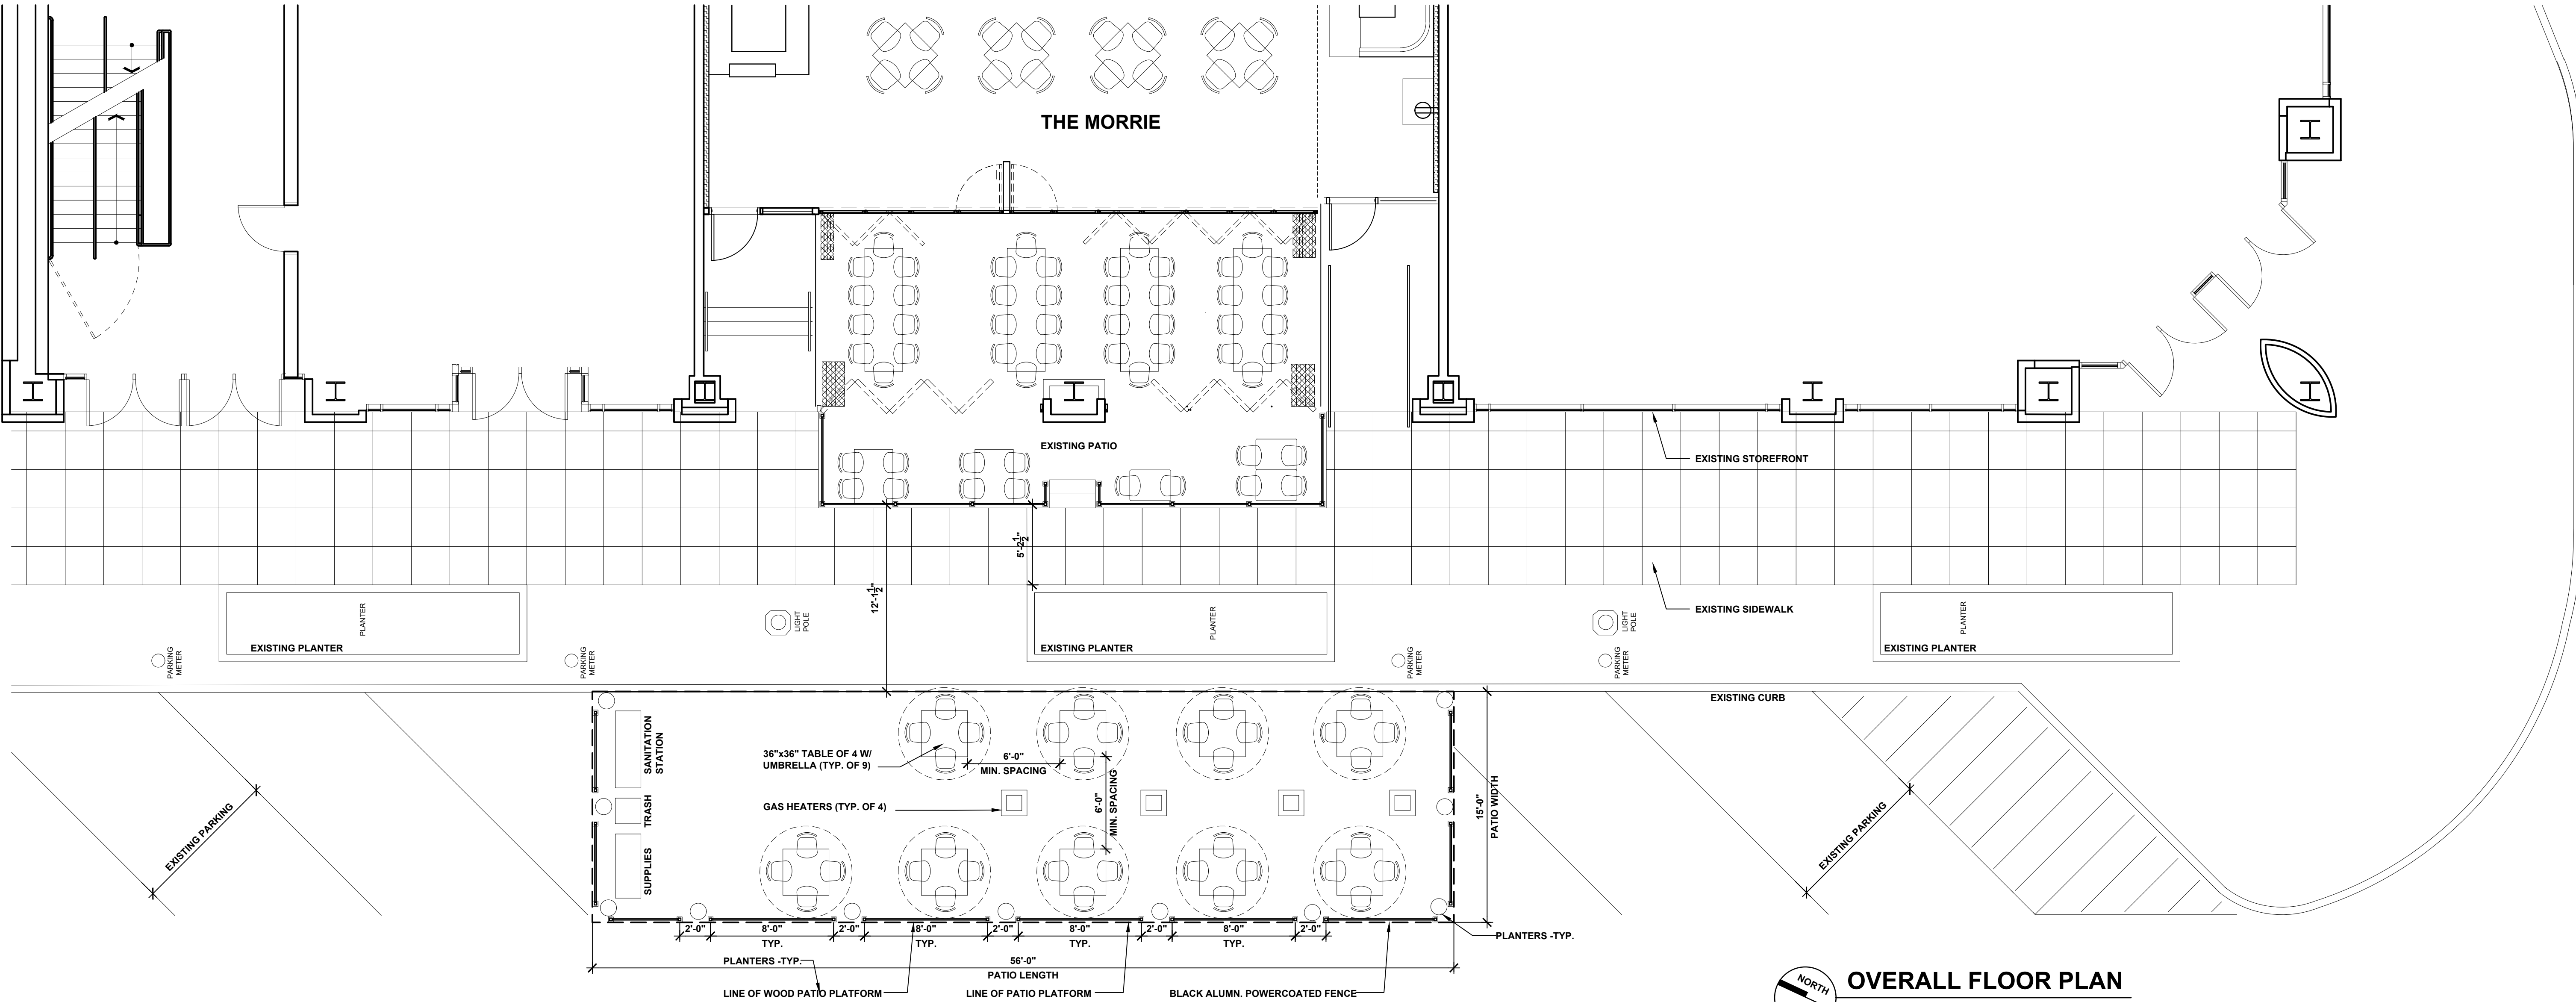 THE MORRIE
EXISTING PATIO
EXISTING STOREFRONT
5'-2 1/2"
12'-1 1/2"
EXISTING SIDEWALK
PLANTER
EXISTING PLANTER
LIGHT
POLE
PLANTER
EXISTING PLANTER
LIGHT
POLE
PLANTER
EXISTING PLANTER
PARKING
METER
PARKING
METER
PARKING
METER
PARKING
METER
EXISTING CURB
SANITATION
STATION
TRASH
SUPPLIES
36"x36" TABLE OF 4 W/
UMBRELLA (TYP. OF 9)
6'-0"
MIN. SPACING
6'-0"
MIN. SPACING
GAS HEATERS (TYP. OF 4)
15'-0"
PATIO WIDTH
EXISTING PARKING
EXISTING PARKING
2'-0"
8'-0"
TYP.
2'-0"
8'-0"
TYP.
2'-0"
8'-0"
TYP.
2'-0"
8'-0"
TYP.
2'-0"
PLANTERS -TYP.
PLANTERS -TYP.
56'-0"
PATIO LENGTH
LINE OF WOOD PATIO PLATFORM
LINE OF PATIO PLATFORM
BLACK ALUMN. POWERCOATED FENCE
NORTH
OVERALL FLOOR PLAN